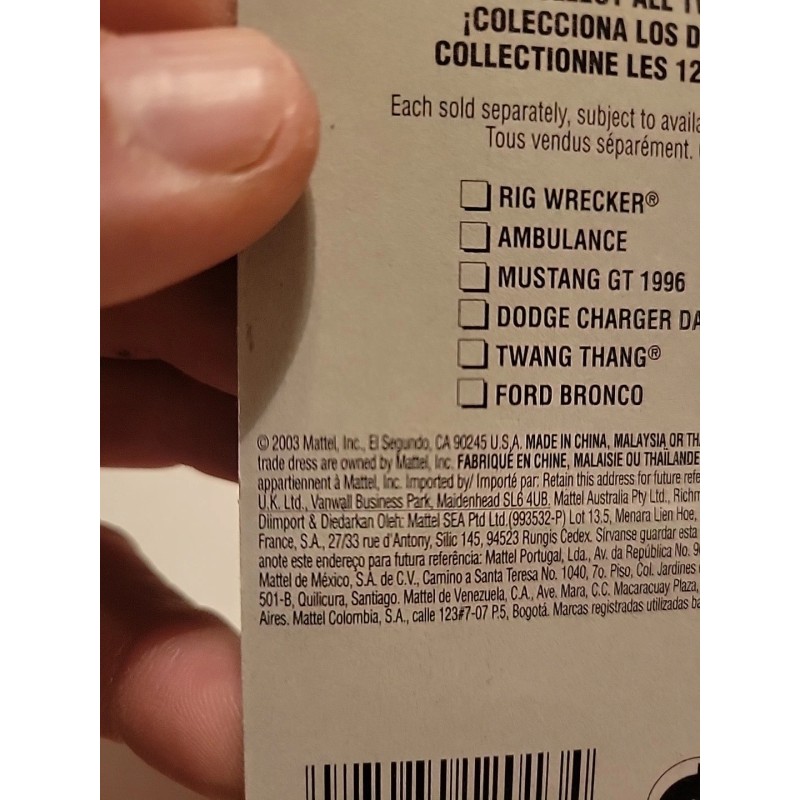 ALL
¡COLECCIONA LOS
COLLECTIONNE LES 12
Each sold separately, subject to
Tous vendus séparément.
RIG WRECKER®
AMBULANCE
MUSTANG GT 1996
DODGE CHARGER
TWANG THANG®
FORD BRONCO
© 2003 Mattel, Inc., El Segundo, CA 90245 U.S.A. MADE IN CHINA, MALAYSIA OR
trade dress are owned by Mattel, Inc. FABRIQUÉ EN CHINE, MALAISIE OU THAÏLANDE
appartiennent à Mattel, Inc. Imported by/ Importé par: Retain this address for future
U.K. Ltd., Vanwall Business Park, Maidenhead SL6 4UB. Mattel Australia Pty Ltd.,
Diimport & Diedarkan Oleh: Mattel SEA Ptd Ltd.(993532-P) Lot 13.5, Menara Lien Hoe,
France, S.A., 27/33 rue d'Antony, Silic 145, 94523 Rungis Cedex. Sírvanse guardar esta
anote este endereço para futura referência: Mattel Portugal, Lda., Av. da República No.
Mattel de México, S.A. de C.V., Camino a Santa Teresa No. 1040, 7o. Piso, Col. Jardines
501-B, Quilicura, Santiago. Mattel de Venezuela, C.A., Ave. Mara, C.C. Macaracuay Plaza,
Aires. Mattel Colombia, S.A., calle 123#7-07 P.5, Bogotá. Marcas registradas utilizadas